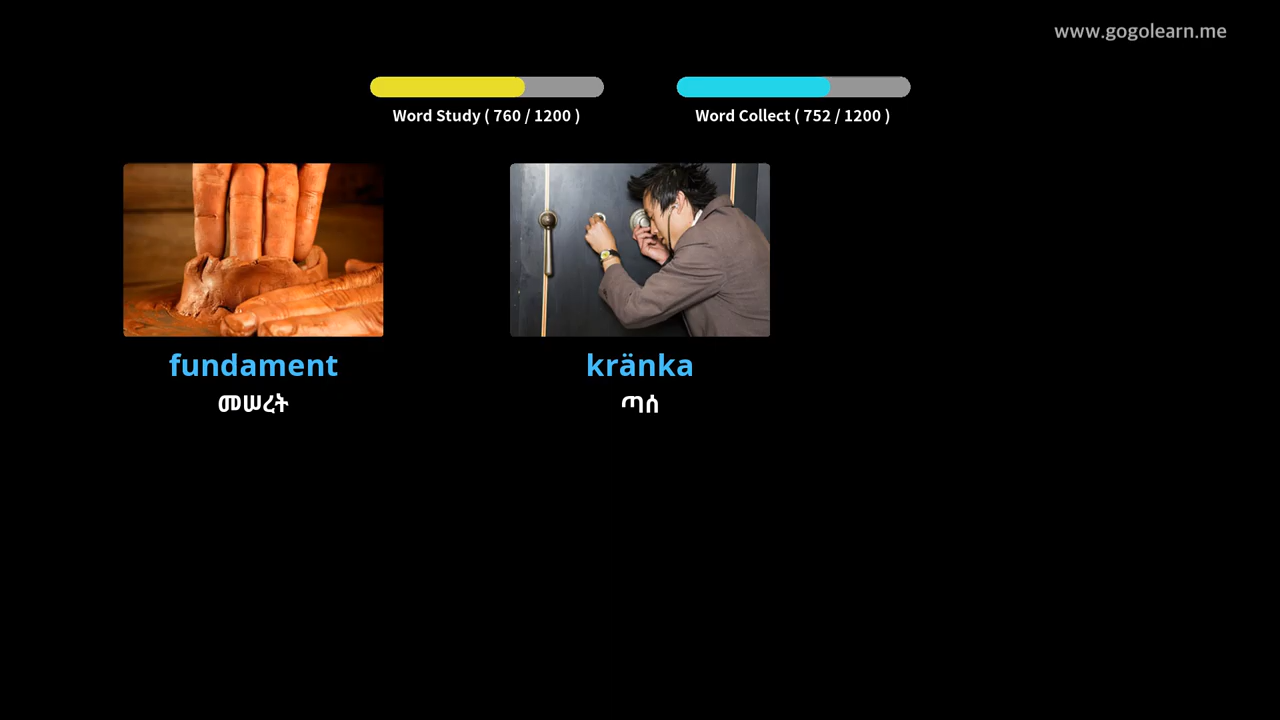 www.gogolearn.me
Word Study ( 760 / 1200 )
Word Collect ( 752 / 1200 )
fundament
መሠረት
kränka
ጣሰ